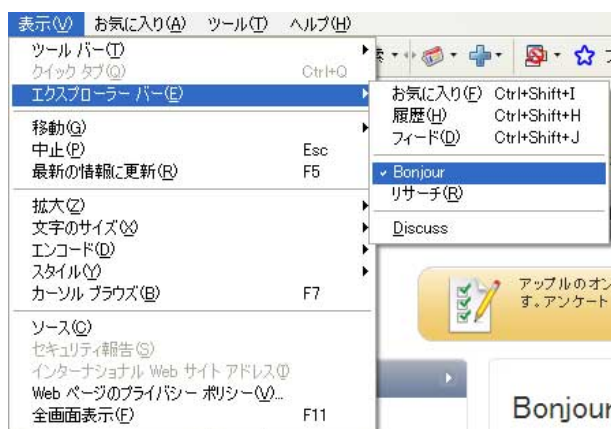 表示(V) お気に入り(A) ツール(T) ヘルプ(H)
ツール バー(T)
クイック タブ(Q) Ctrl+Q
エクスプローラー バー(E)
お気に入り(F) Ctrl+Shift+I
履歴(H) Ctrl+Shift+H
フィード(D) Ctrl+Shift+J
Bonjour
リサーチ(R)
Discuss
移動(G)
中止(P) Esc
最新の情報に更新(R) F5
拡大(Z)
文字のサイズ(X)
エンコード(D)
スタイル(Y)
カーソル ブラウズ(B) F7
ソース(C)
セキュリティ報告(S)
インターナショナル Web サイト アドレス(I)
Web ページのプライバシー ポリシー(V)...
全画面表示(F) F11
アップルのオン
す。アンケート
Bonjour